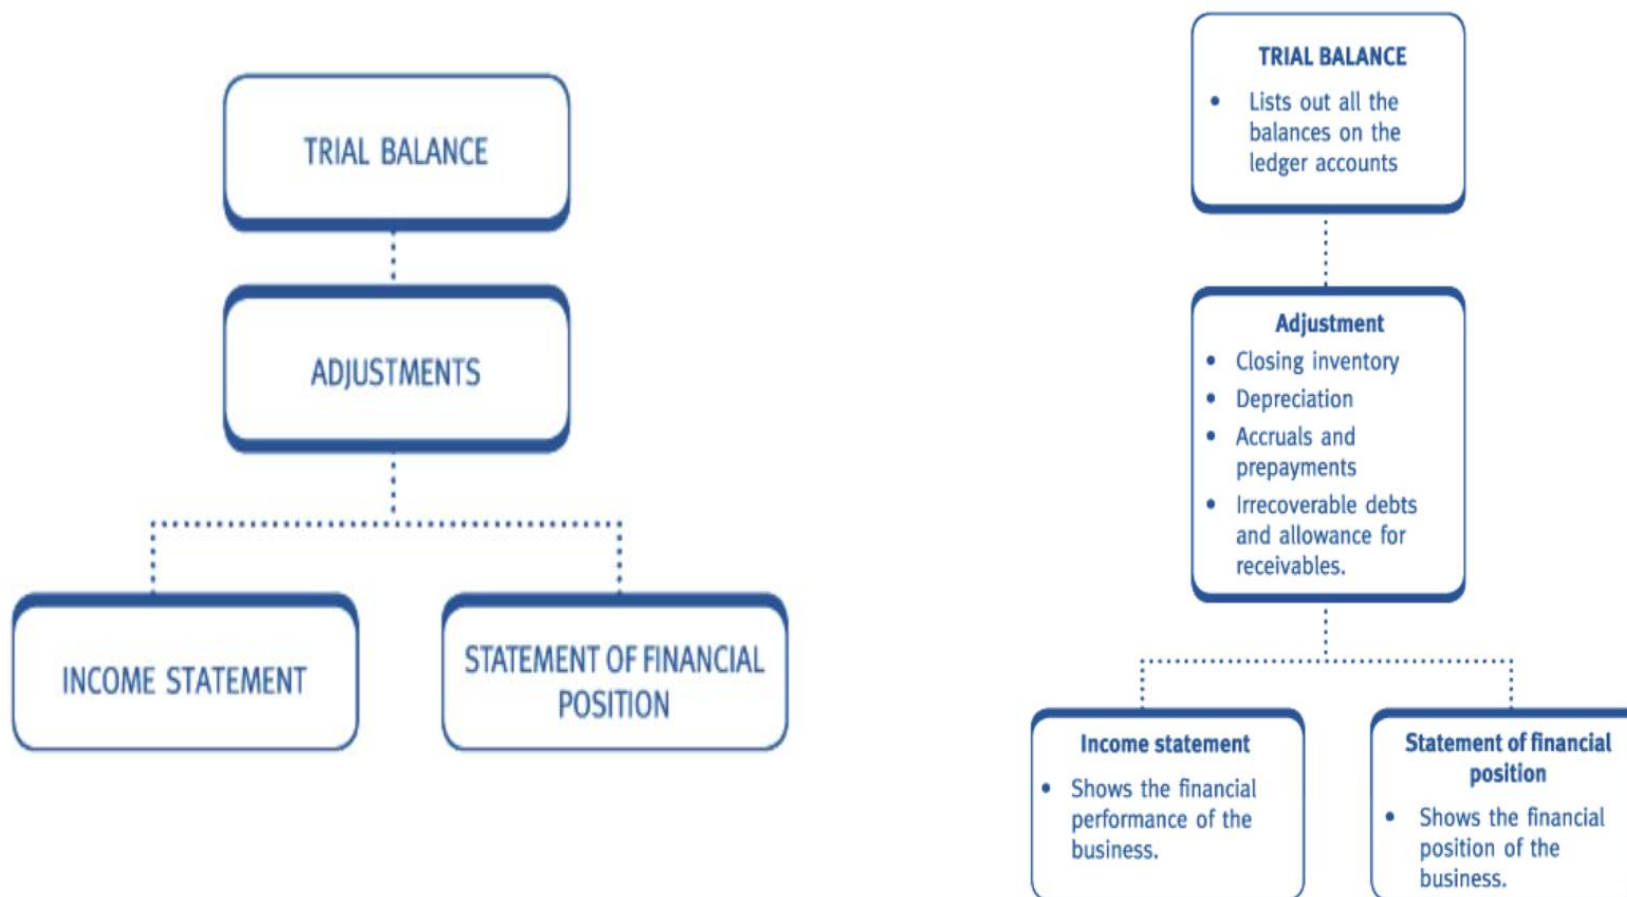 TRIAL BALANCE
ADJUSTMENTS
INCOME STATEMENT
STATEMENT OF FINANCIAL
POSITION
TRIAL BALANCE
• Lists out all the
balances on the
ledger accounts
Adjustment
• Closing inventory
• Depreciation
• Accruals and
prepayments
• Irrecoverable debts
and allowance for
receivables.
Income statement
• Shows the financial
performance of the
business.
Statement of financial
position
• Shows the financial
position of the
business.